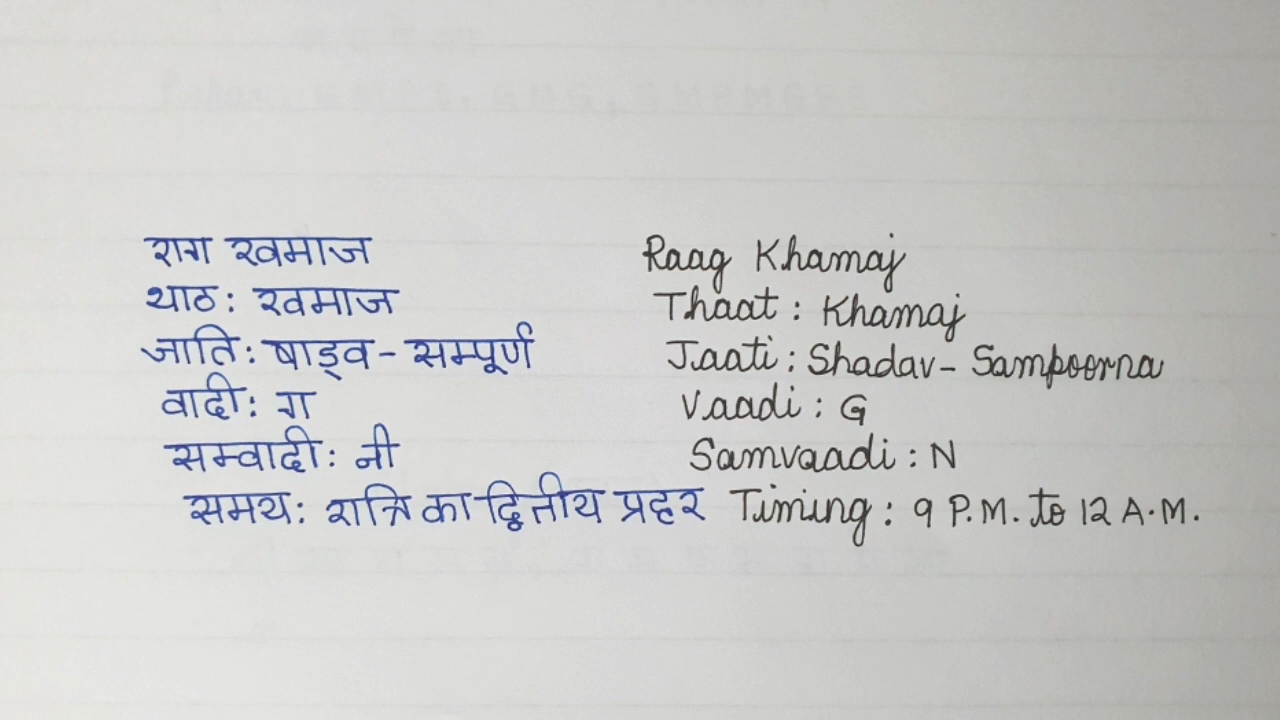 राग खमाज Raag Khamaj
थाठ: खमाज Thaat : Khamaj
जाति: षाड्व - सम्पूर्ण Jaati : Shadav - Sampoorna
वादी: ग Vaadi : G
सम्वादी: नी Samvaadi : N
समय: रात्रि का द्वितीय प्रहर Timing : 9 P.M. to 12 A.M.